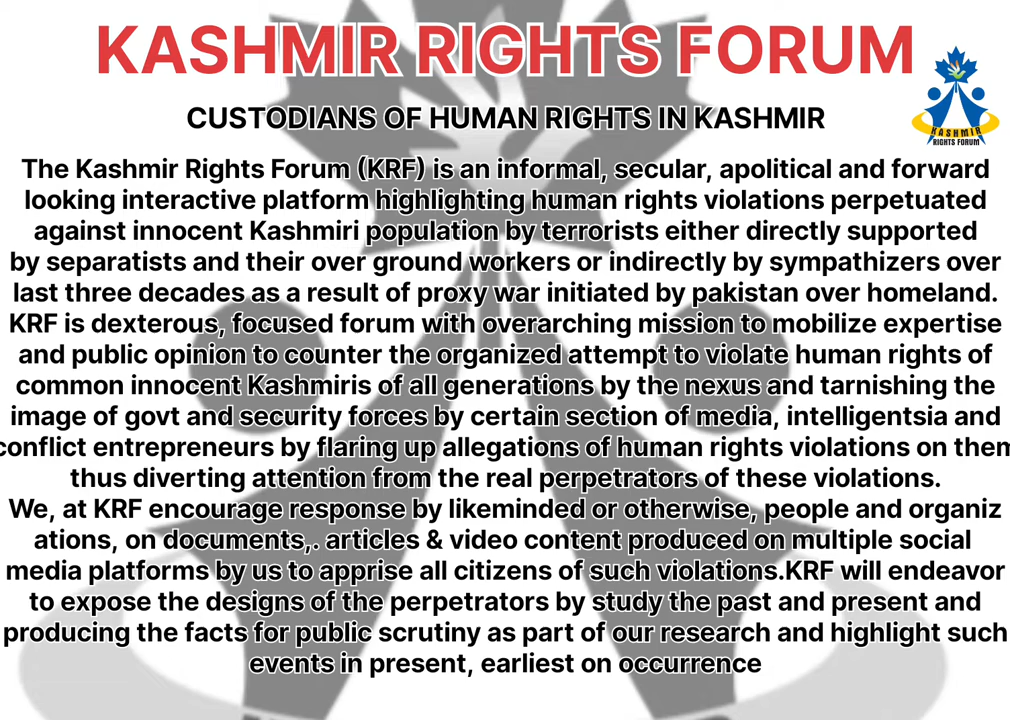 KASHMIR RIGHTS FORUM
KASHMIR
RIGHTS FORUM
CUSTODIANS OF HUMAN RIGHTS IN KASHMIR
The Kashmir Rights Forum (KRF) is an informal, secular, apolitical and forward
looking interactive platform highlighting human rights violations perpetuated
against innocent Kashmiri population by terrorists either directly supported
by separatists and their over ground workers or indirectly by sympathizers over
last three decades as a result of proxy war initiated by pakistan over homeland.
KRF is dexterous, focused forum with overarching mission to mobilize expertise
and public opinion to counter the organized attempt to violate human rights of
common innocent Kashmiris of all generations by the nexus and tarnishing the
image of govt and security forces by certain section of media, intelligentsia and
conflict entrepreneurs by flaring up allegations of human rights violations on them
thus diverting attention from the real perpetrators of these violations.
We, at KRF encourage response by likeminded or otherwise, people and organiz
ations, on documents,. articles & video content produced on multiple social
media platforms by us to apprise all citizens of such violations.KRF will endeavor
to expose the designs of the perpetrators by study the past and present and
producing the facts for public scrutiny as part of our research and highlight such
events in present, earliest on occurrence